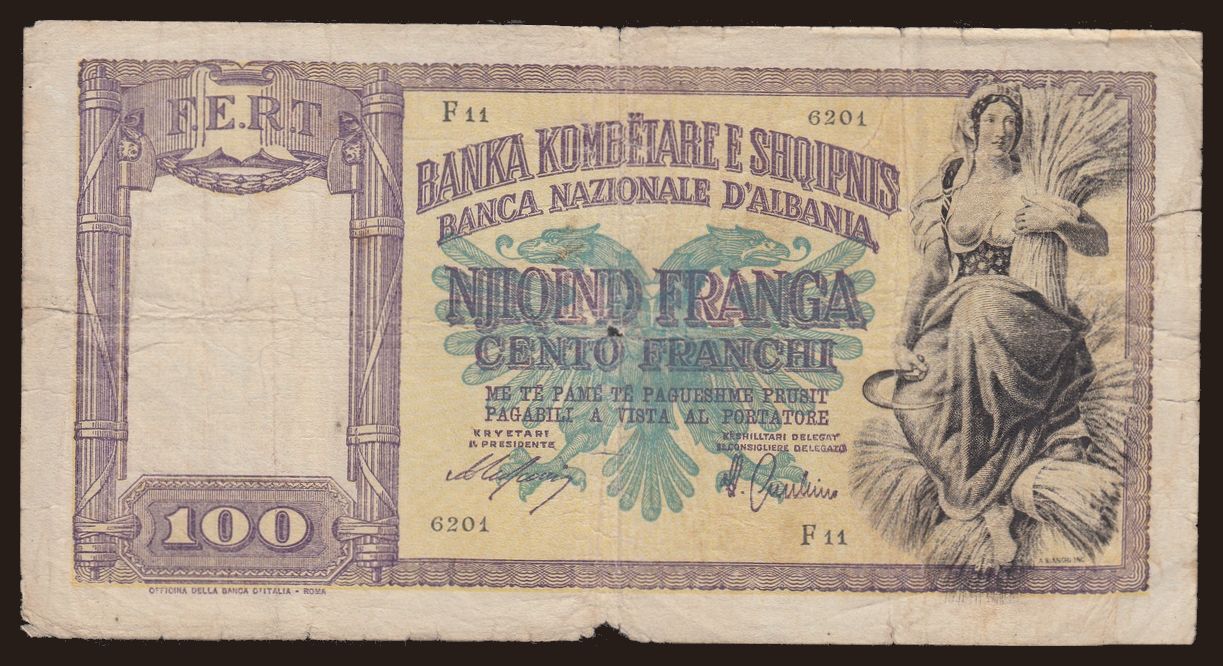 F.E.R.T
F 11
6201
BANKA KOMBËTARE E SHQIPNIS
BANCA NAZIONALE D'ALBANIA
NJIQIND FRANGA
CENTO FRANCHI
ME TË PAME TË PAGUESHME PRUSIT
PAGABILI A VISTA AL PORTATORE
KRYETARI
IL PRESIDENTE
KESHILLTARI DELEGAT
IL CONSIGLIERE DELEGATO
6201
F 11
100
OFFICINA DELLA BANCA D'ITALIA - ROMA
A. BIANCHI INC.